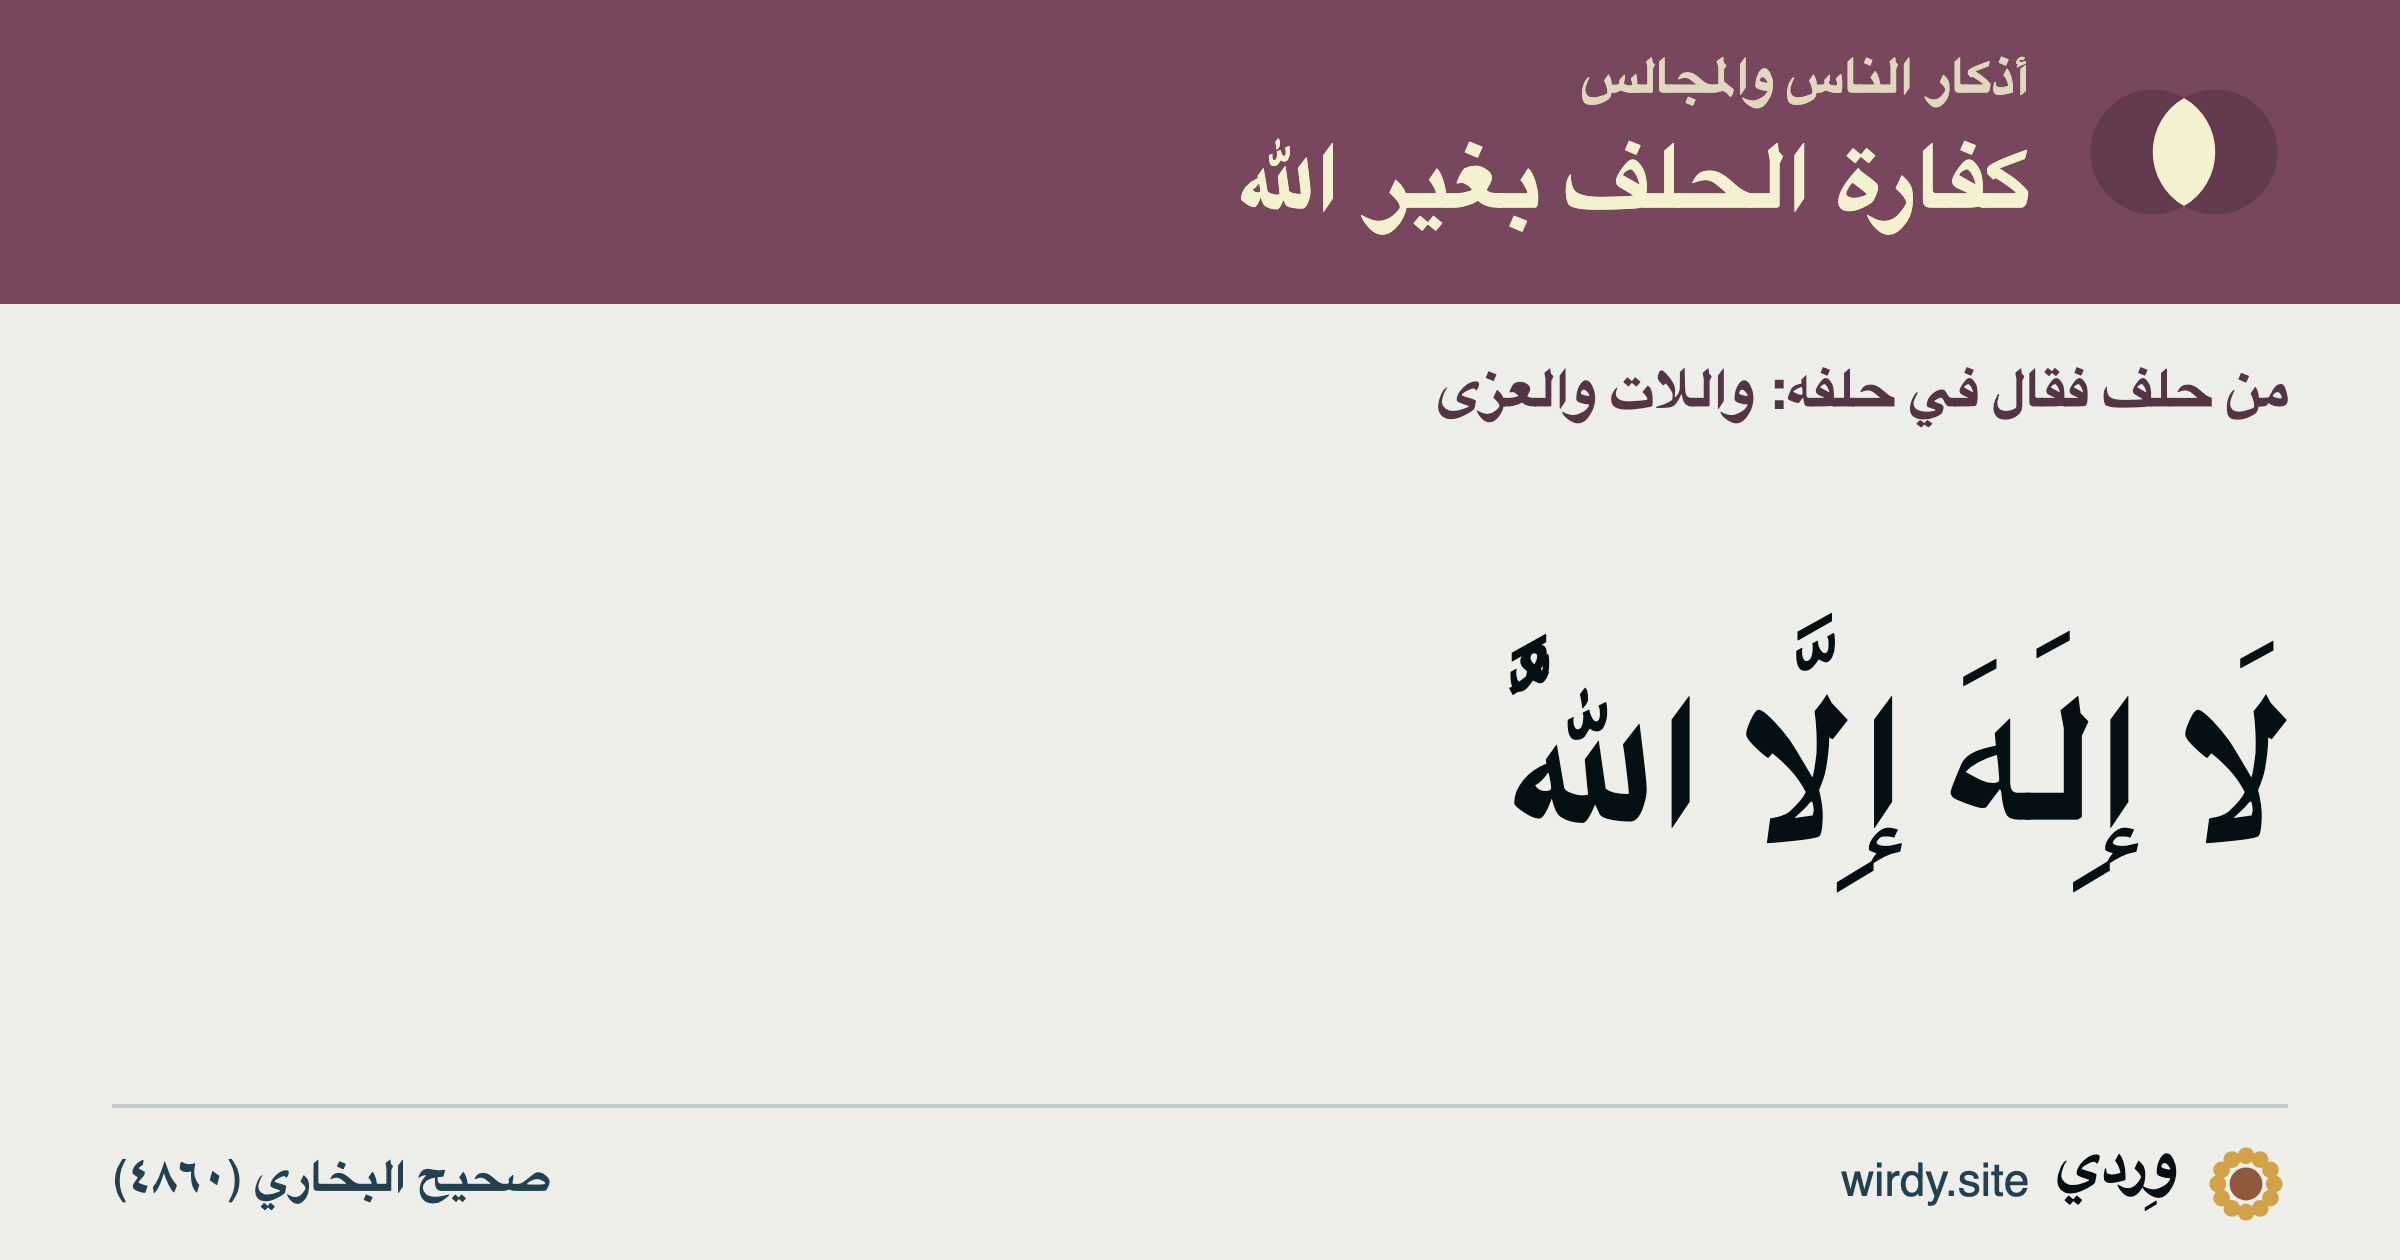 أذكار الناس والمجالس
كفارة الحلف بغير الله
من حلف فقال في حلفه: واللات والعزى
لَا إِلَهَ إِلَّا اللَّهُ
وِردي wirdy.site
صحيح البخاري (٤٨٦٠)